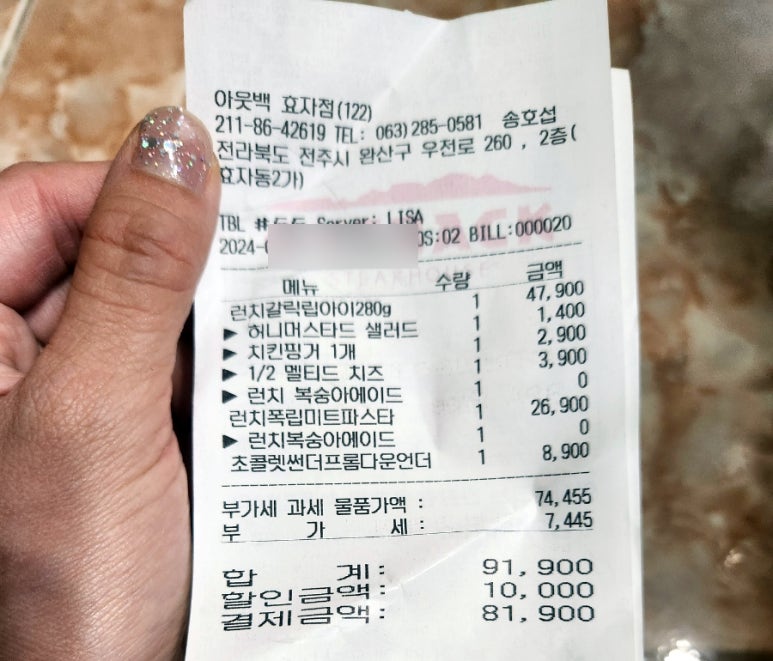 아웃백 효자점(122)
211-86-42619 TEL: 063)285-0581 송호섭
전라북도 전주시 완산구 우전로 260 , 2층(
효자동2가)
TBL # Server: LISA
2024- OS:02 BILL:000020
메뉴 수량 금액
런치갈릭립아이280g 1 47,900
▶ 허니머스타드 샐러드 1 1,400
▶ 치킨핑거 1개 1 2,900
▶ 1/2 멜티드 치즈 1 3,900
▶ 런치 복숭아에이드 1 0
런치폭립미트파스타 1 26,900
▶ 런치복숭아에이드 1 0
초콜렛썬더프롬다운언더 1 8,900
부가세 과세 물품가액 : 74,455
부 가 세 : 7,445
합 계: 91,900
할인금액: 10,000
결제금액: 81,900